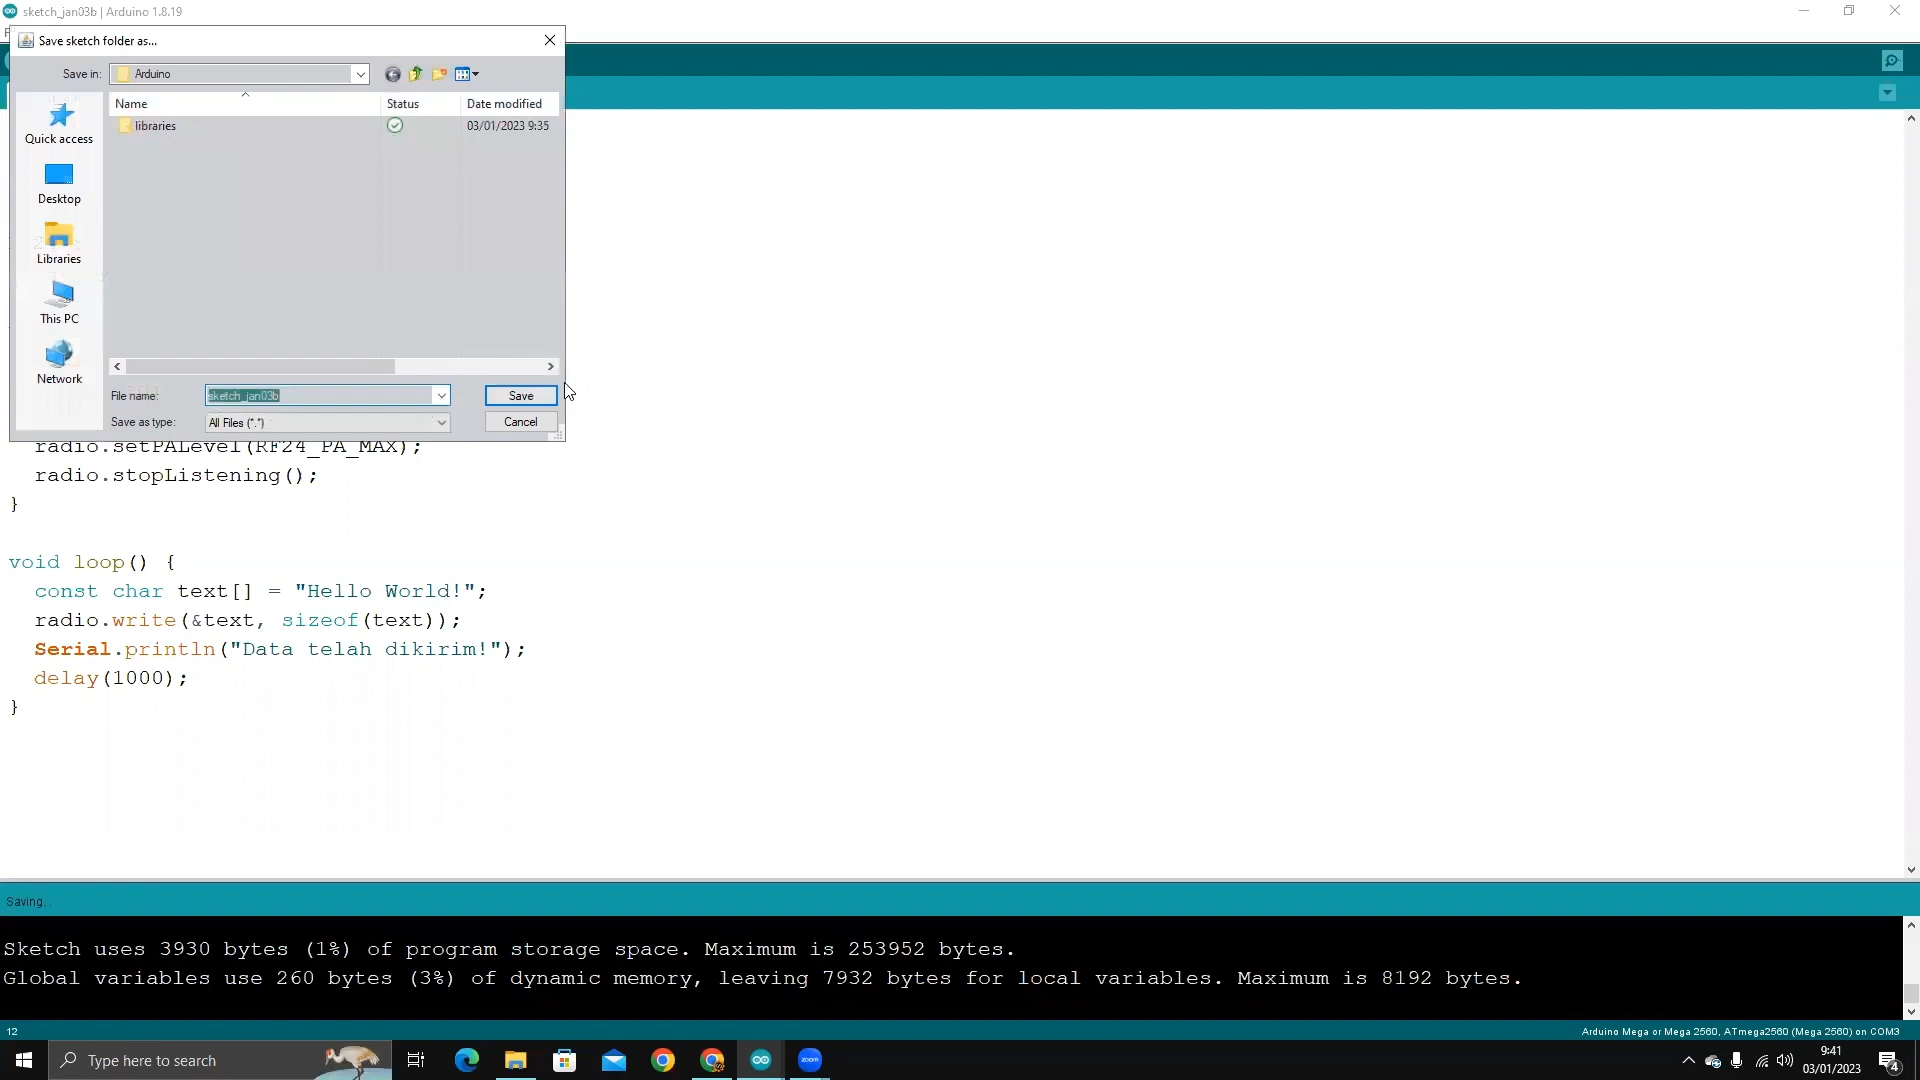 sketch_jan03b | Arduino 1.8.19
Save sketch folder as...
Save in: Arduino
Name Status Date modified
libraries 03/01/2023 9:35
Quick access
Desktop
Libraries
This PC
Network
File name: sketch_jan03b Save
Save as type: All Files (*.*) Cancel
radio.setPALevel(RF24_PA_MAX);
radio.stopListening();
}
void loop() {
const char text[] = "Hello World!";
radio.write(&text, sizeof(text));
Serial.println("Data telah dikirim!");
delay(1000);
}
Saving...
Sketch uses 3930 bytes (1%) of program storage space. Maximum is 253952 bytes.
Global variables use 260 bytes (3%) of dynamic memory, leaving 7932 bytes for local variables. Maximum is 8192 bytes.
12 Arduino Mega or Mega 2560, ATmega2560 (Mega 2560) on COM3
Type here to search
zoom
9:41
03/01/2023
4